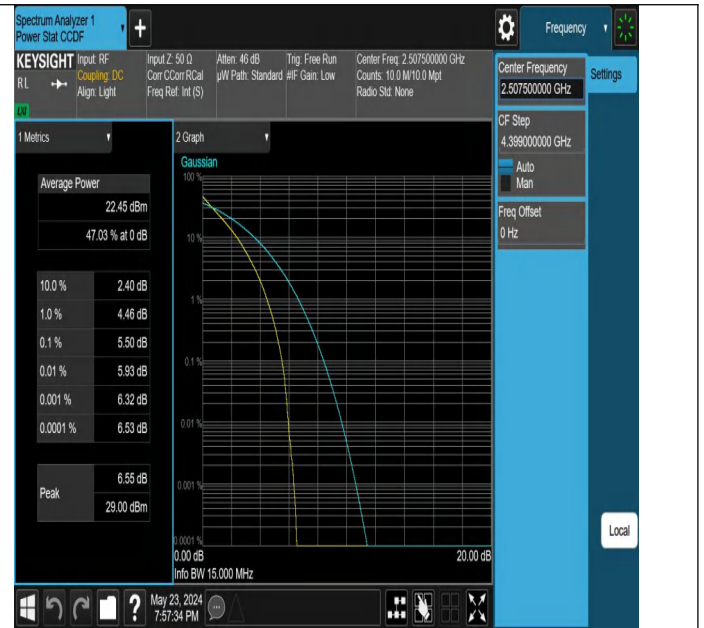 Spectrum Analyzer 1
Power Stat CCDF
+
Frequency
KEYSIGHT
RL
LXI
Input: RF
Coupling: DC
Align: Light
Input Z: 50 Ω
Corr CCorr RCal
Freq Ref: Int (S)
Atten: 46 dB
µW Path: Standard
Trig: Free Run
#IF Gain: Low
Center Freq: 2.507500000 GHz
Counts: 10.0 M/10.0 Mpt
Radio Std: None
Center Frequency
2.507500000 GHz
Settings
CF Step
4.399000000 GHz
Auto
Man
Freq Offset
0 Hz
1 Metrics
Average Power
22.45 dBm
47.03 % at 0 dB
10.0 % 2.40 dB
1.0 % 4.46 dB
0.1 % 5.50 dB
0.01 % 5.93 dB
0.001 % 6.32 dB
0.0001 % 6.53 dB
Peak
6.55 dB
29.00 dBm
2 Graph
Gaussian
100 %
10 %
1 %
0.1 %
0.01 %
0.001 %
0.0001 %
0.00 dB 20.00 dB
Info BW 15.000 MHz
Local
?
May 23, 2024
7:57:34 PM